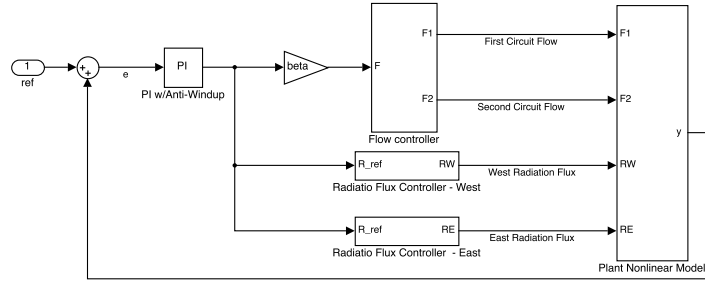 1
ref
+
+
e
PI
PI w/Anti-Windup
beta
F
F1
F2
Flow controller
First Circuit Flow
Second Circuit Flow
R_ref
RW
Radiatio Flux Controller - West
West Radiation Flux
R_ref
RE
Radiatio Flux Controller - East
East Radiation Flux
F1
F2
RW
RE
y
Plant Nonlinear Model